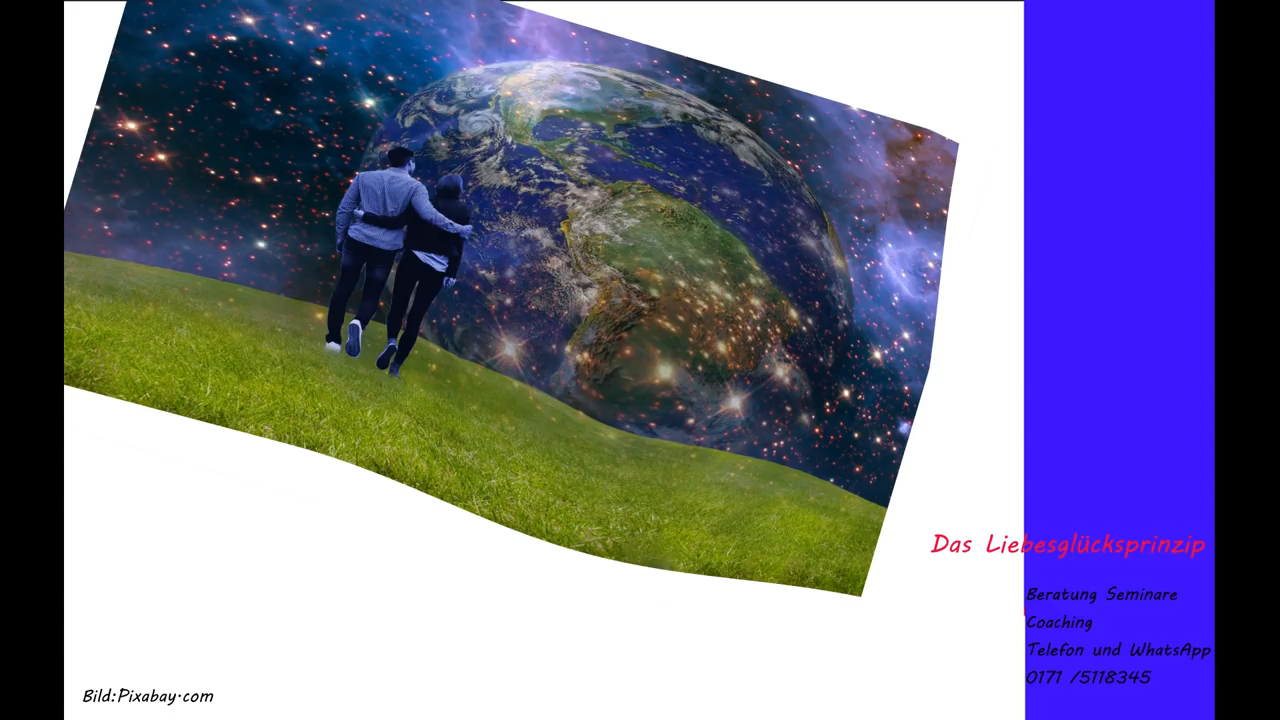 Das Liebesglücksprinzip
Beratung Seminare
Coaching
Telefon und WhatsApp
0171 /5118345
Bild:Pixabay.com